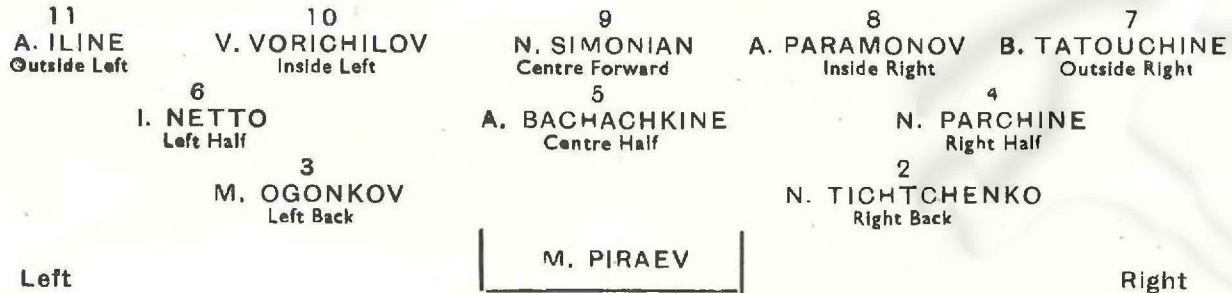 11 10 9 8 7
A. ILINE V. VORICHILOV N. SIMONIAN A. PARAMONOV B. TATOUCHINE
Outside Left Inside Left Centre Forward Inside Right Outside Right
6 5 4
I. NETTO A. BACHACHKINE N. PARCHINE
Left Half Centre Half Right Half
3 2
M. OGONKOV N. TICHTCHENKO
Left Back Right Back
M. PIRAEV
Left Right